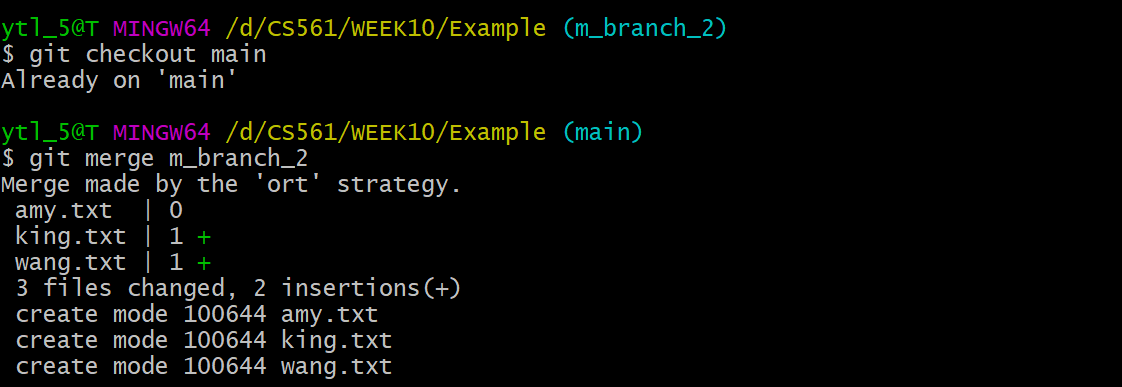 ytl_5@T MINGW64 /d/CS561/WEEK10/Example (m_branch_2)
$ git checkout main
Already on 'main'
ytl_5@T MINGW64 /d/CS561/WEEK10/Example (main)
$ git merge m_branch_2
Merge made by the 'ort' strategy.
 amy.txt  | 0
 king.txt | 1 +
 wang.txt | 1 +
 3 files changed, 2 insertions(+)
 create mode 100644 amy.txt
 create mode 100644 king.txt
 create mode 100644 wang.txt